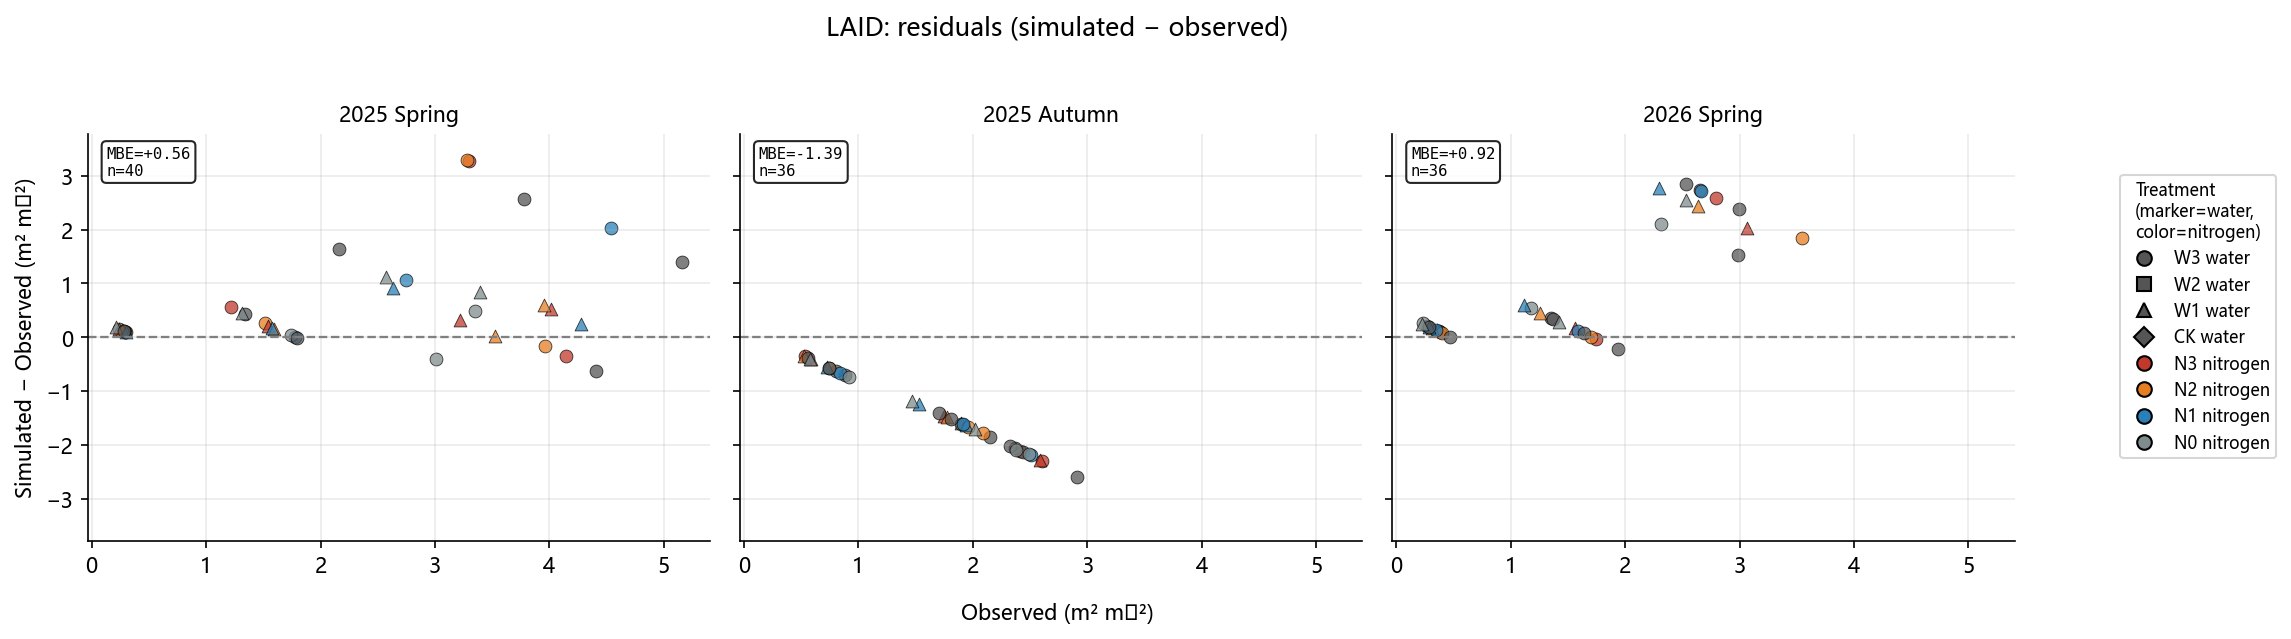 LAID: residuals (simulated − observed)
2025 Spring
2025 Autumn
2026 Spring
MBE=+0.56
n=40
MBE=-1.39
n=36
MBE=+0.92
n=36
Simulated − Observed (m² m▯²)
3
2
1
0
−1
−2
−3
0 1 2 3 4 5
0 1 2 3 4 5
0 1 2 3 4 5
Observed (m² m▯²)
Treatment
(marker=water,
color=nitrogen)
W3 water
W2 water
W1 water
CK water
N3 nitrogen
N2 nitrogen
N1 nitrogen
N0 nitrogen